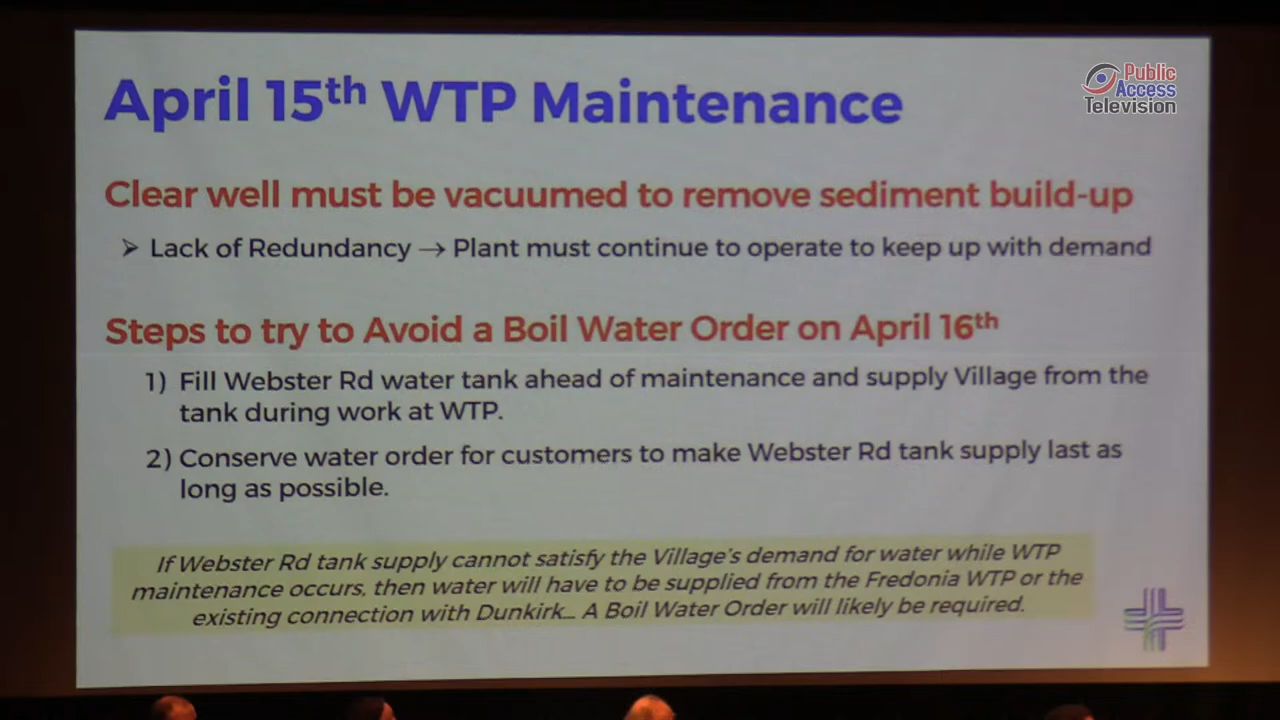 April 15th WTP Maintenance
Public
Access
Television
Clear well must be vacuumed to remove sediment build-up
➢ Lack of Redundancy → Plant must continue to operate to keep up with demand
Steps to try to Avoid a Boil Water Order on April 16th
1) Fill Webster Rd water tank ahead of maintenance and supply Village from the
tank during work at WTP.
2) Conserve water order for customers to make Webster Rd tank supply last as
long as possible.
If Webster Rd tank supply cannot satisfy the Village's demand for water while WTP
maintenance occurs, then water will have to be supplied from the Fredonia WTP or the
existing connection with Dunkirk... A Boil Water Order will likely be required.